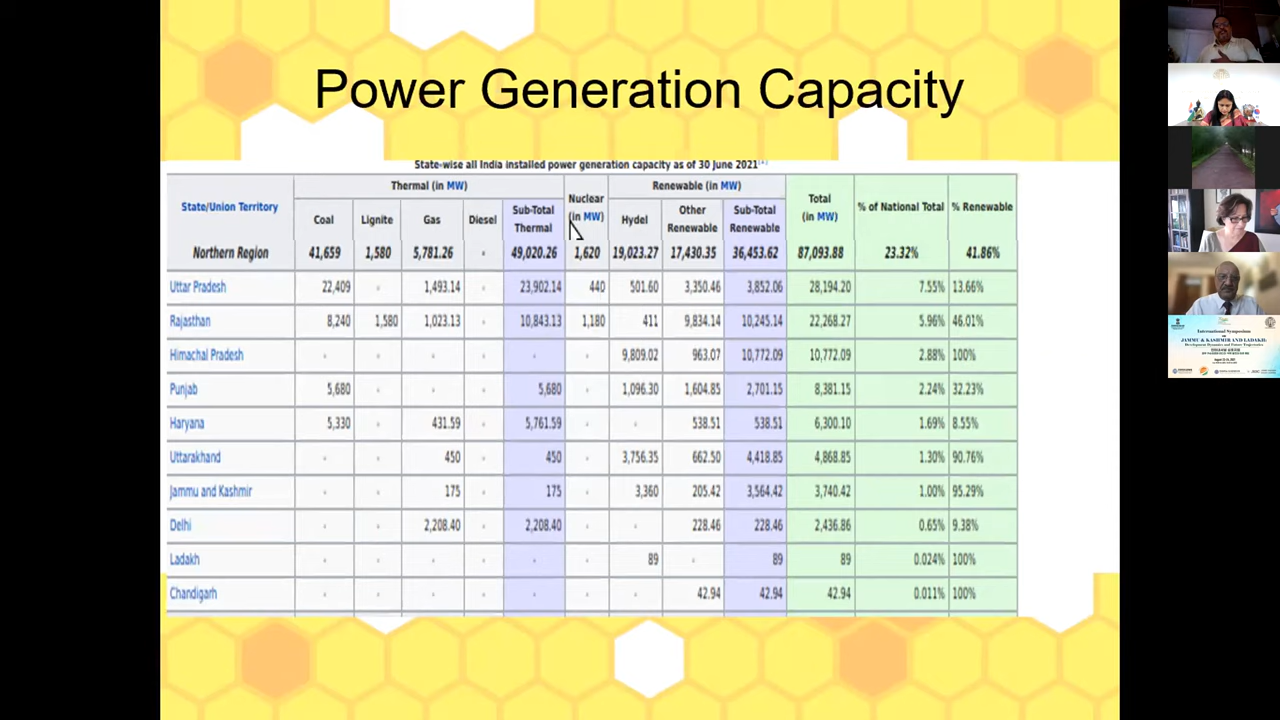 Power Generation Capacity
State-wise all India installed power generation capacity as of 30 June 2021
State/Union Territory Thermal (in MW) Nuclear (in MW) Renewable (in MW) Total (in MW) % of National Total % Renewable
Coal Lignite Gas Diesel Sub-Total Thermal Hydel Other Renewable Sub-Total Renewable
Northern Region 41,659 1,580 5,781.26 - 49,020.26 1,620 19,023.27 17,430.35 36,453.62 87,093.88 23.32% 41.86%
Uttar Pradesh 22,409 - 1,493.14 - 23,902.14 440 501.60 3,350.46 3,852.06 28,194.20 7.55% 13.66%
Rajasthan 8,240 1,580 1,023.13 - 10,843.13 1,180 411 9,834.14 10,245.14 22,268.27 5.96% 46.01%
Himachal Pradesh - - - - - - 9,809.02 963.07 10,772.09 10,772.09 2.88% 100%
Punjab 5,680 - - - 5,680 - 1,096.30 1,604.85 2,701.15 8,381.15 2.24% 32.23%
Haryana 5,330 - 431.59 - 5,761.59 - - 538.51 538.51 6,300.10 1.69% 8.55%
Uttarakhand - - 450 - 450 - 3,756.35 662.50 4,418.85 4,868.85 1.30% 90.76%
Jammu and Kashmir - - 175 - 175 - 3,360 205.42 3,564.42 3,740.42 1.00% 95.29%
Delhi - - 2,208.40 - 2,208.40 - - 228.46 228.46 2,436.86 0.65% 9.38%
Ladakh - - - - - - 89 - 89 89 0.024% 100%
Chandigarh - - - - - - - 42.94 42.94 42.94 0.011% 100%
International Symposium
JAMMU & KASHMIR AND LADAKH:
Development Dynamics and Future Trajectories